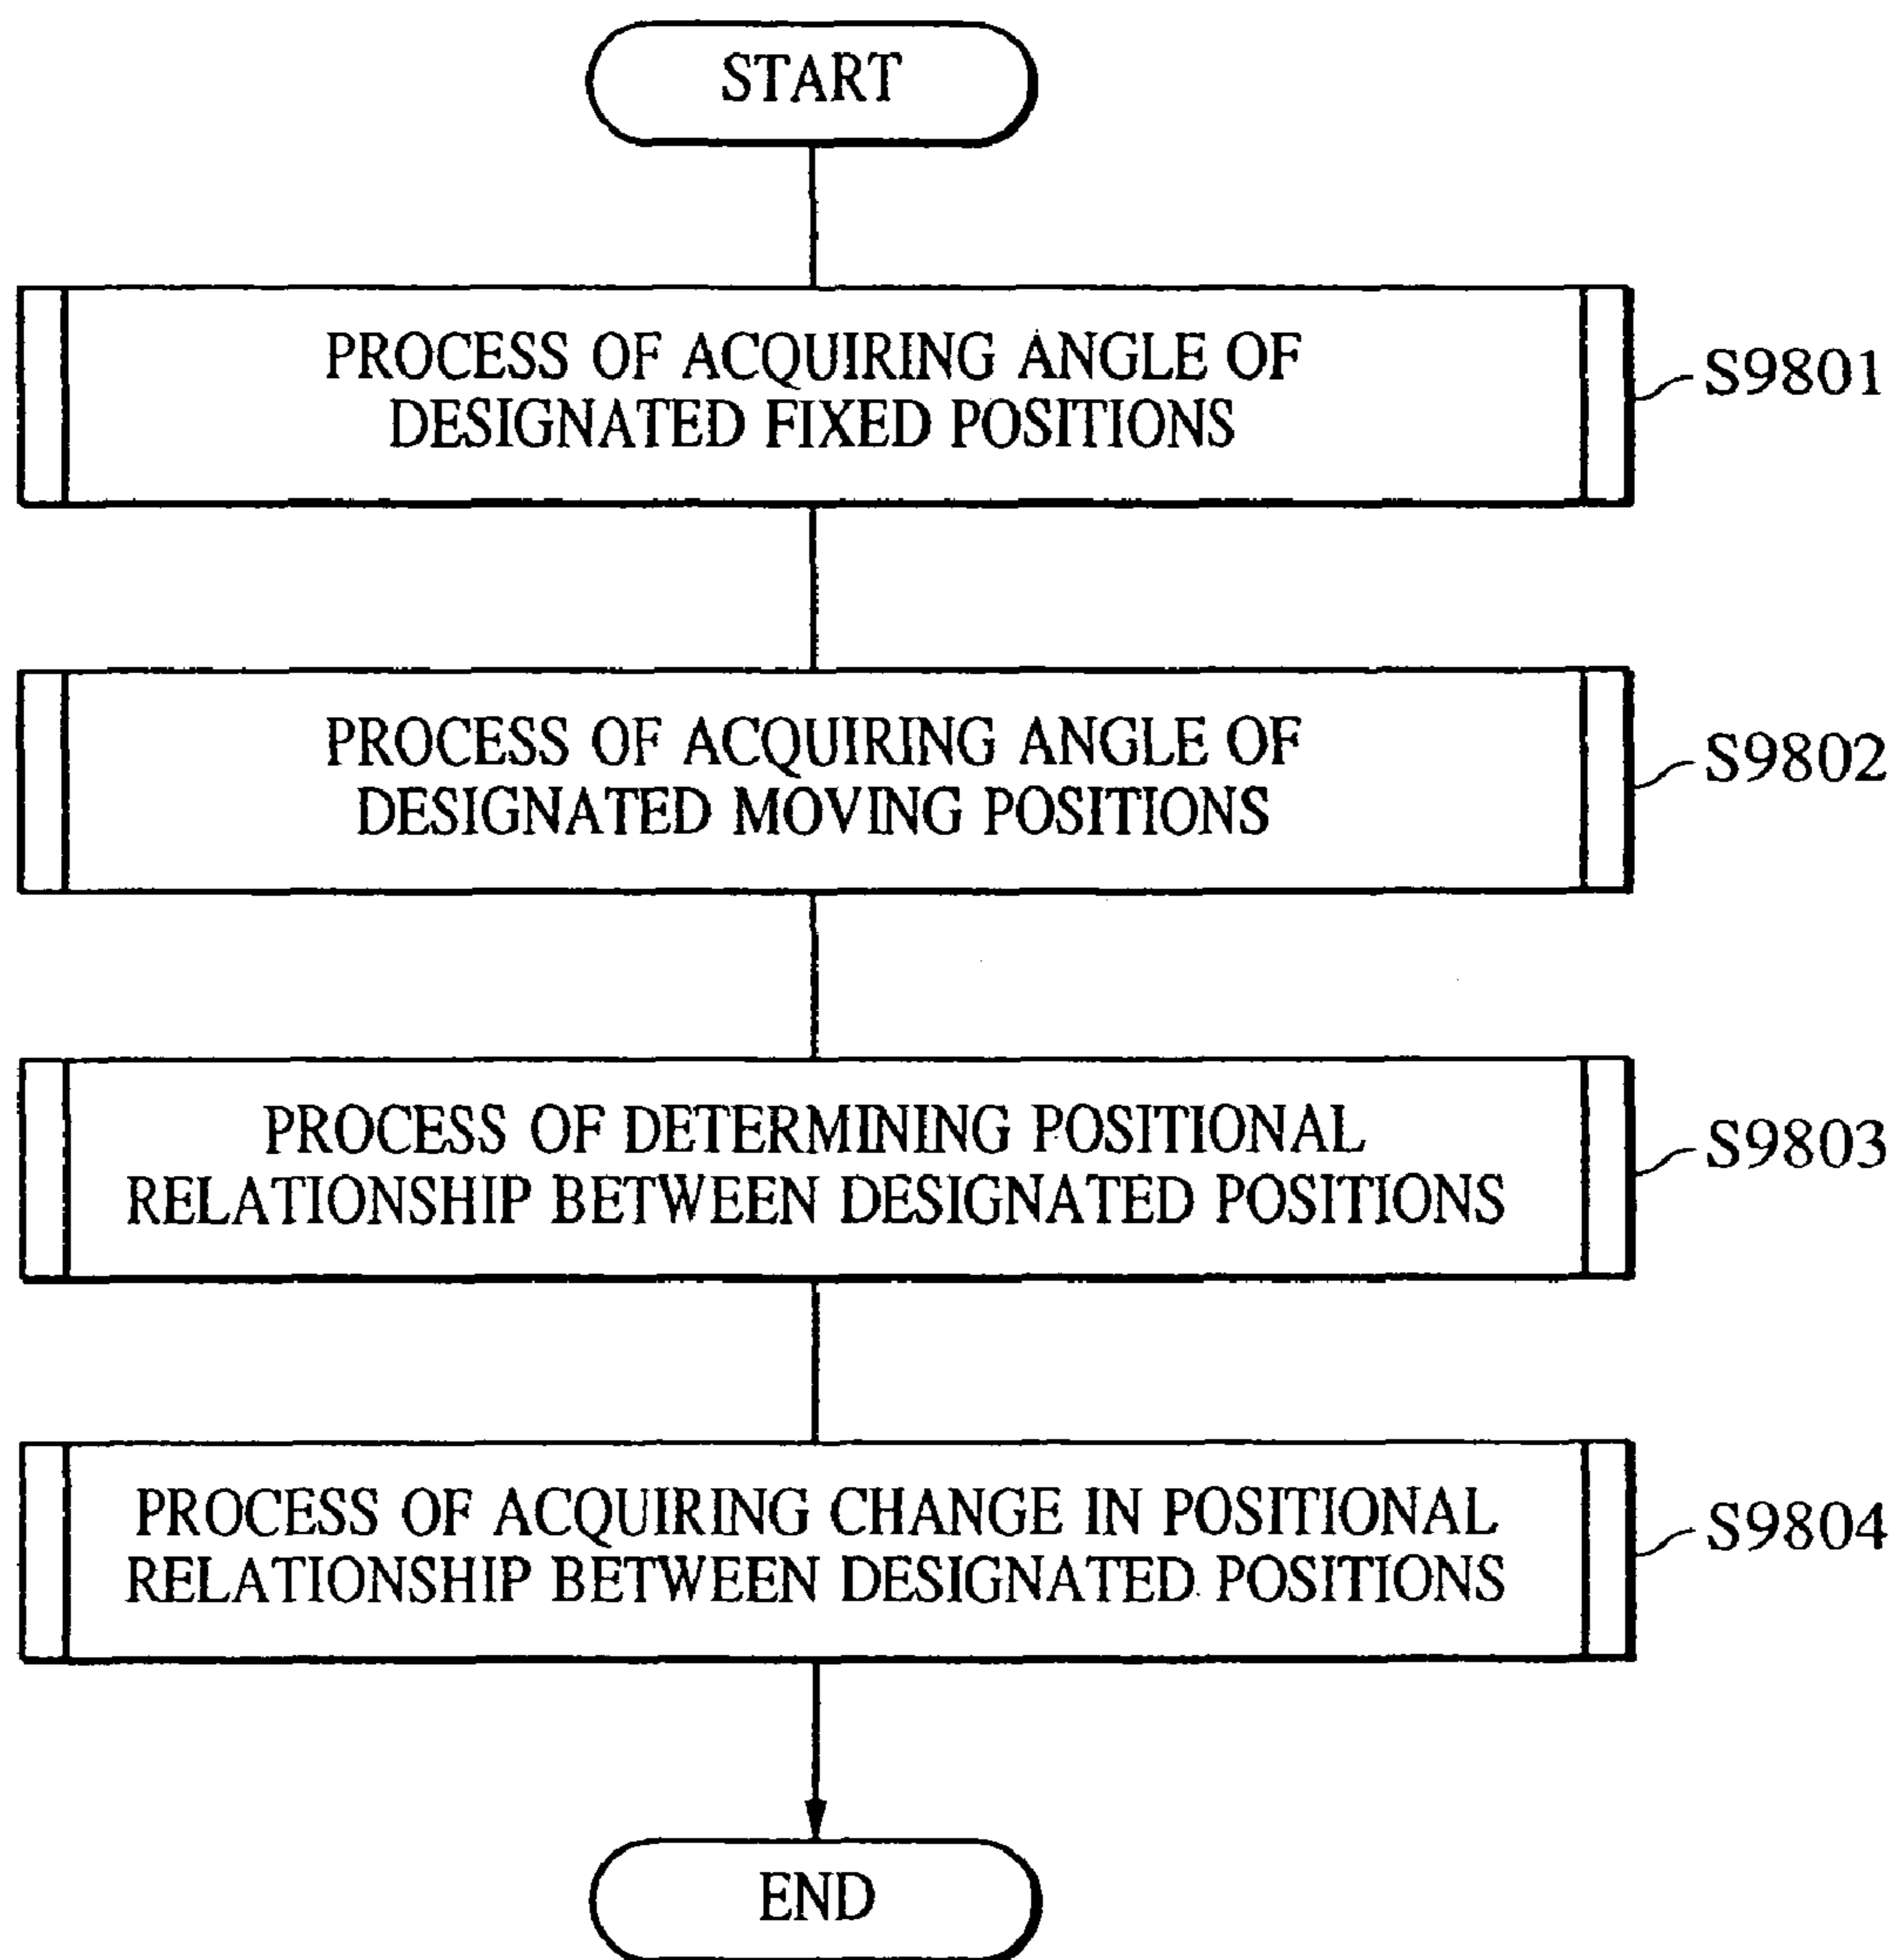 START
PROCESS OF ACQUIRING ANGLE OF
DESIGNATED FIXED POSITIONS
S9801
PROCESS OF ACQUIRING ANGLE OF
DESIGNATED MOVING POSITIONS
S9802
PROCESS OF DETERMINING POSITIONAL
RELATIONSHIP BETWEEN DESIGNATED POSITIONS
S9803
PROCESS OF ACQUIRING CHANGE IN POSITIONAL
RELATIONSHIP BETWEEN DESIGNATED POSITIONS
S9804
END